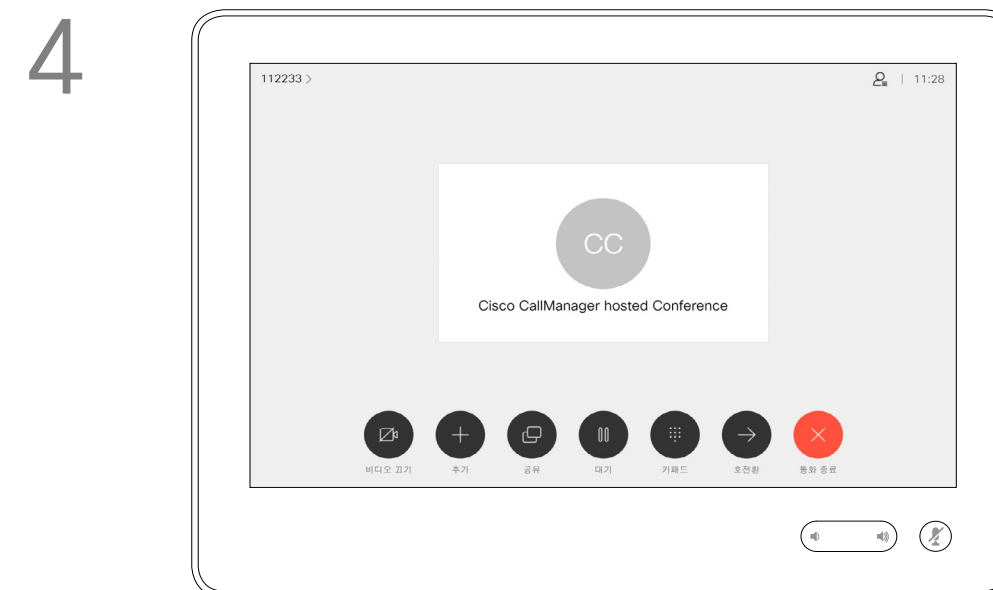 4
112233 >
11:28
CC
Cisco CallManager hosted Conference
비디오 끄기 추가 공유 대기 키패드 호전환 통화 종료